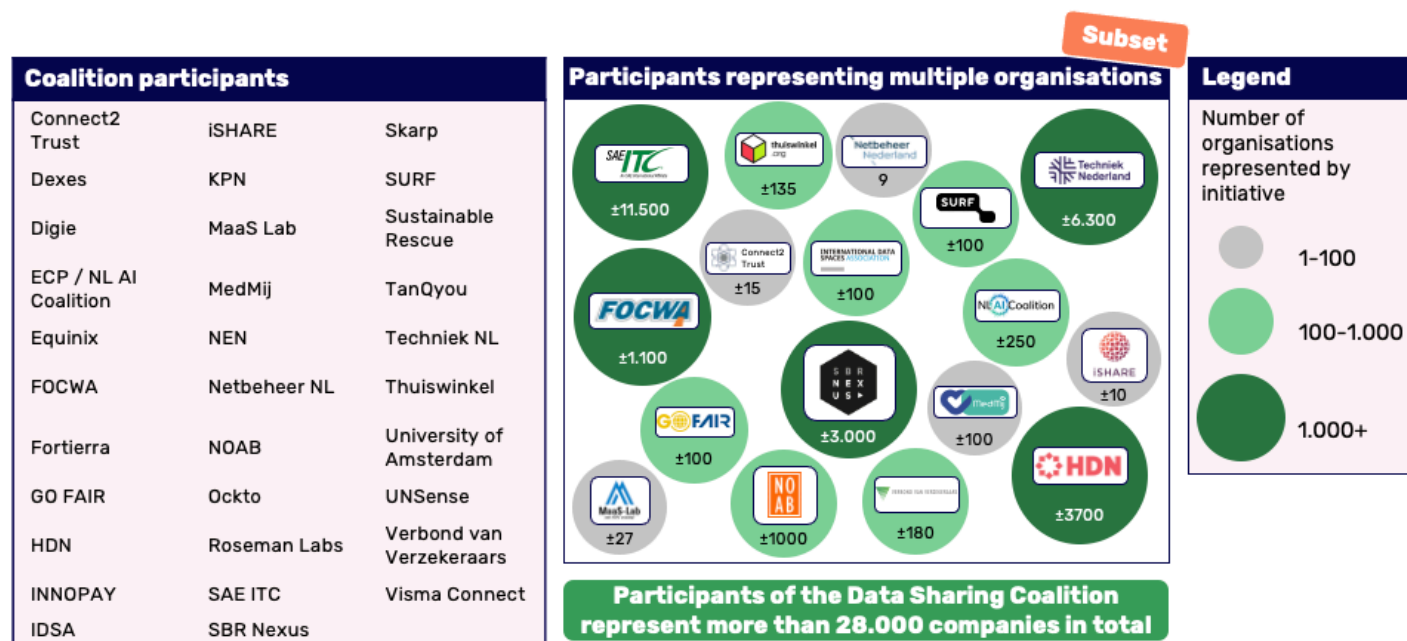 Subset
Coalition participants
Connect2
Trust
iSHARE
Skarp
Dexes
KPN
SURF
Digie
MaaS Lab
Sustainable
Rescue
ECP / NL AI
Coalition
MedMij
TanQyou
Equinix
NEN
Techniek NL
FOCWA
Netbeheer NL
Thuiswinkel
Fortierra
NOAB
University of
Amsterdam
GO FAIR
Ockto
UNSense
HDN
Roseman Labs
Verbond van
Verzekeraars
INNOPAY
SAE ITC
Visma Connect
IDSA
SBR Nexus
Participants representing multiple organisations
SAE ITC
±11.500
thuiswinkel
.org
±135
Netbeheer
Nederland
9
SURF
±100
Techniek
Nederland
±6.300
Connect2
Trust
±15
INTERNATIONAL DATA
SPACES ASSOCIATION
±100
NL AI Coalition
±250
FOCWA
±1.100
SBR
NEX
US
±3.000
iSHARE
±10
MedMij
±100
GO FAIR
±100
HDN
±3700
MaaS-Lab
±27
NO
AB
±1000
VERBOND VAN VERZEKERAARS
±180
Participants of the Data Sharing Coalition
represent more than 28.000 companies in total
Legend
Number of
organisations
represented by
initiative
1-100
100-1.000
1.000+